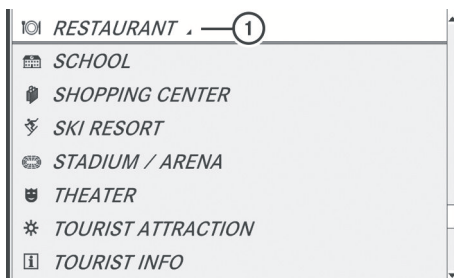 RESTAURANT 1
SCHOOL
SHOPPING CENTER
SKI RESORT
STADIUM / ARENA
THEATER
TOURIST ATTRACTION
TOURIST INFO